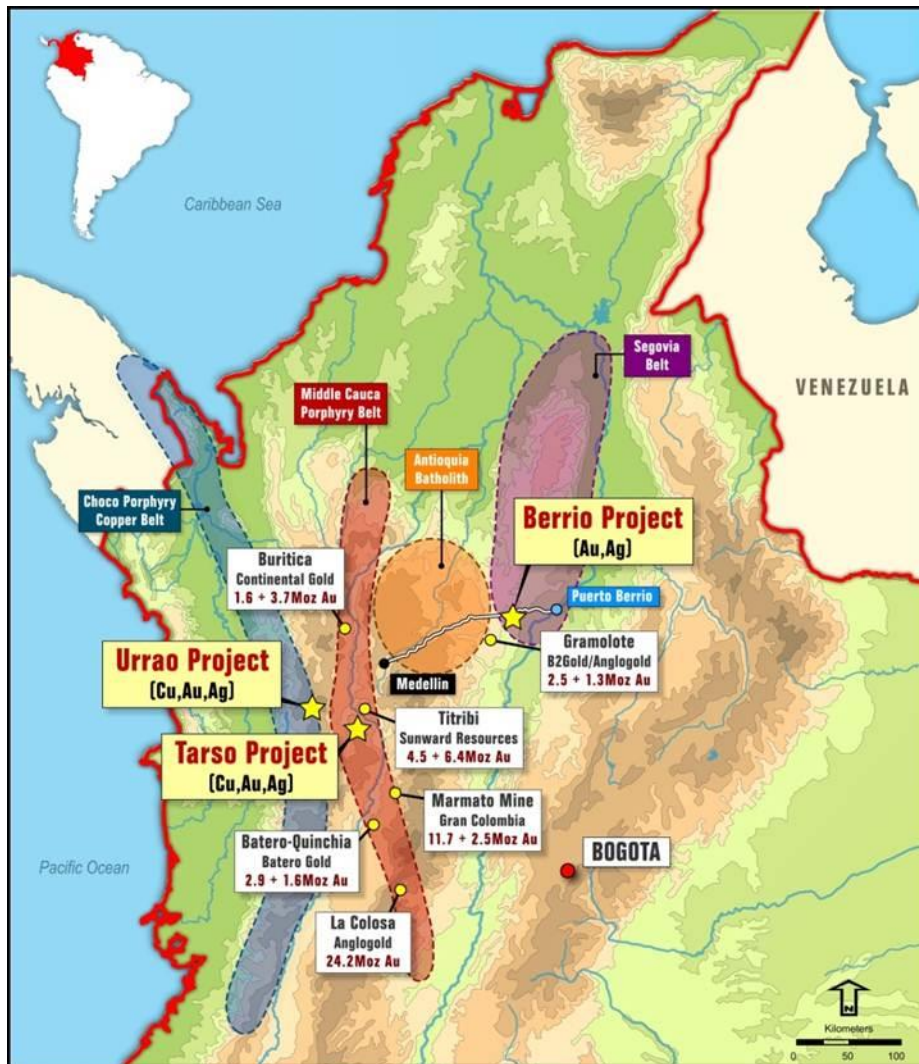 Caribbean Sea
Segovia
Belt
VENEZUELA
Middle Cauca
Porphyry Belt
Antioquia
Batholith
Choco Porphyry
Copper Belt
Berrio Project
(Au,Ag)
Buritica
Continental Gold
1.6 + 3.7Moz Au
Puerto Berrio
Gramolote
B2Gold/Anglogold
2.5 + 1.3Moz Au
Urrao Project
(Cu,Au,Ag)
Medellin
Titribi
Sunward Resources
4.5 + 6.4Moz Au
Tarso Project
(Cu,Au,Ag)
Marmato Mine
Gran Colombia
11.7 + 2.5Moz Au
Batero-Quinchia
Batero Gold
2.9 + 1.6Moz Au
BOGOTA
Pacific Ocean
La Colosa
Anglogold
24.2Moz Au
N
Kilometers
0 50 100